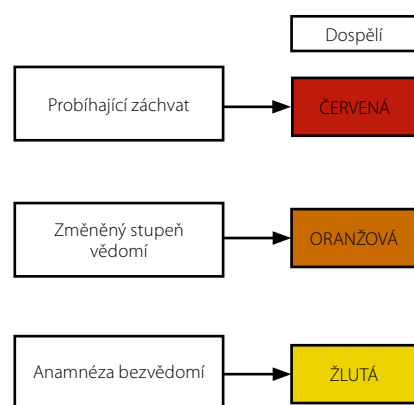 Dospělí
Probíhající záchvat
ČERVENÁ
Změněný stupeň
vědomí
ORANŽOVÁ
Anamnéza bezvědomí
ŽLUTÁ